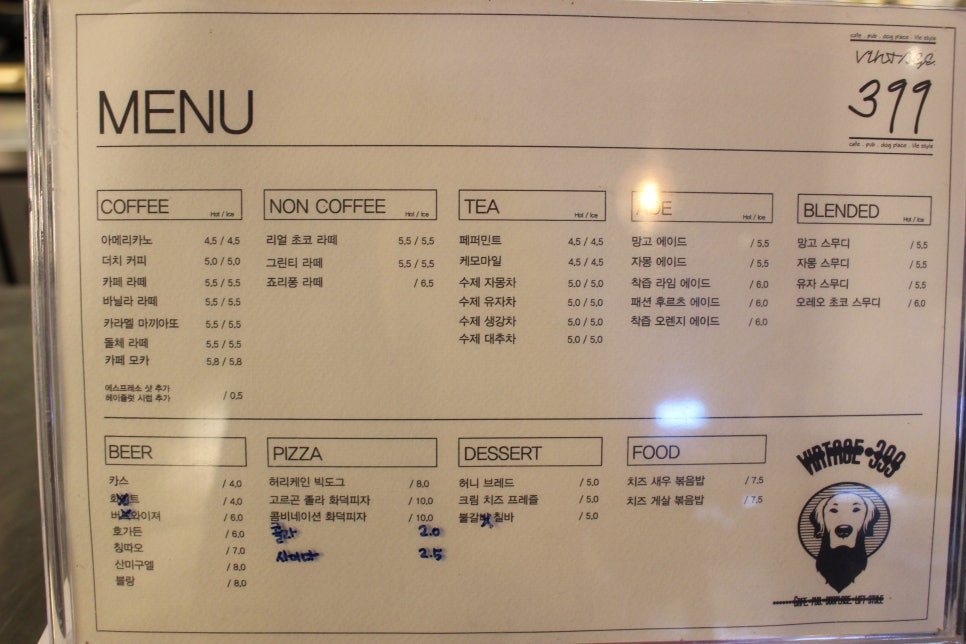 cafe . pub . dog place . life style
vintage
399
cafe . pub . dog place . life style
MENU
COFFEE Hot / Ice
아메리카노 4.5 / 4.5
더치 커피 5.0 / 5.0
카페 라떼 5.5 / 5.5
바닐라 라떼 5.5 / 5.5
카라멜 마끼아또 5.5 / 5.5
돌체 라떼 5.5 / 5.5
카페 모카 5.8 / 5.8
에스프레소 샷 추가
헤이즐럿 시럽 추가 / 0.5
NON COFFEE Hot / Ice
리얼 초코 라떼 5.5 / 5.5
그린티 라떼 5.5 / 5.5
죠리퐁 라떼 / 6.5
TEA Hot / Ice
페퍼민트 4.5 / 4.5
케모마일 4.5 / 4.5
수제 자몽차 5.0 / 5.0
수제 유자차 5.0 / 5.0
수제 생강차 5.0 / 5.0
수제 대추차 5.0 / 5.0
ADE Hot / Ice
망고 에이드 / 5.5
자몽 에이드 / 5.5
착즙 라임 에이드 / 6.0
패션 후르츠 에이드 / 6.0
착즙 오렌지 에이드 / 6.0
BLENDED Hot / Ice
망고 스무디 / 5.5
자몽 스무디 / 5.5
유자 스무디 / 5.5
오레오 초코 스무디 / 6.0
BEER
카스 / 4.0
/ 4.0
/ 6.0
호가든 / 6.0
칭따오 / 7.0
산미구엘 / 8.0
블랑 / 8.0
PIZZA
허리케인 빅도그 / 8.0
고르곤 졸라 화덕피자 / 10.0
콤비네이션 화덕피자 / 10.0
콜라 2.0
사이다 2.5
DESSERT
허니 브레드 / 5.0
크림 치즈 프레즐 / 5.0
칠바 / 5.0
FOOD
치즈 새우 볶음밥 / 7.5
치즈 게살 볶음밥 / 7.5
VINTAGE•399